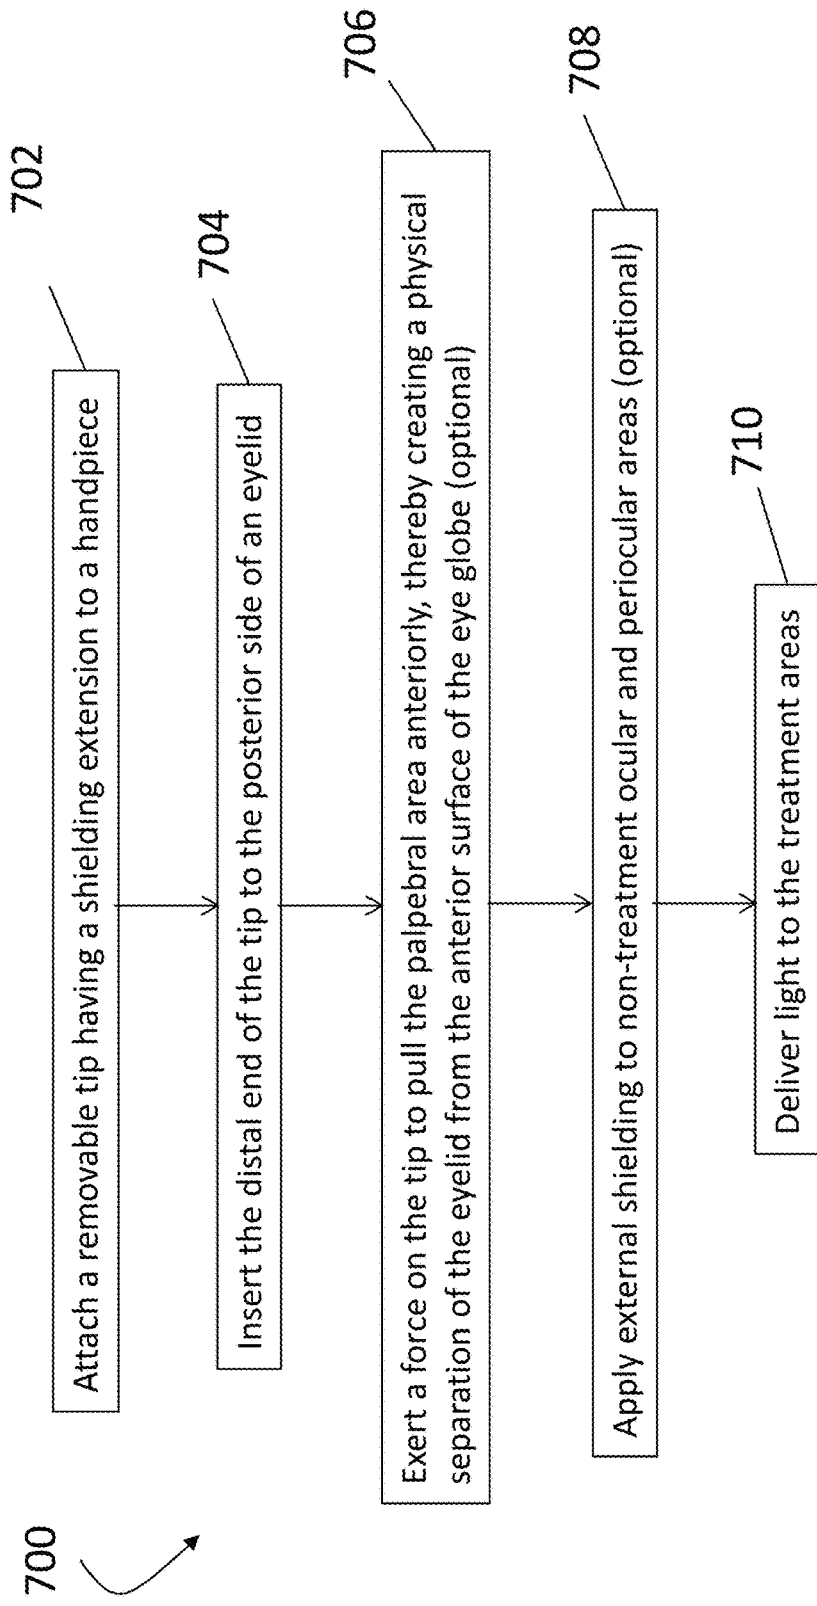 700
702
Attach a removable tip having a shielding extension to a handpiece
704
Insert the distal end of the tip to the posterior side of an eyelid
706
Exert a force on the tip to pull the palpebral area anteriorly, thereby creating a physical
separation of the eyelid from the anterior surface of the eye globe (optional)
708
Apply external shielding to non-treatment ocular and periocular areas (optional)
710
Deliver light to the treatment areas